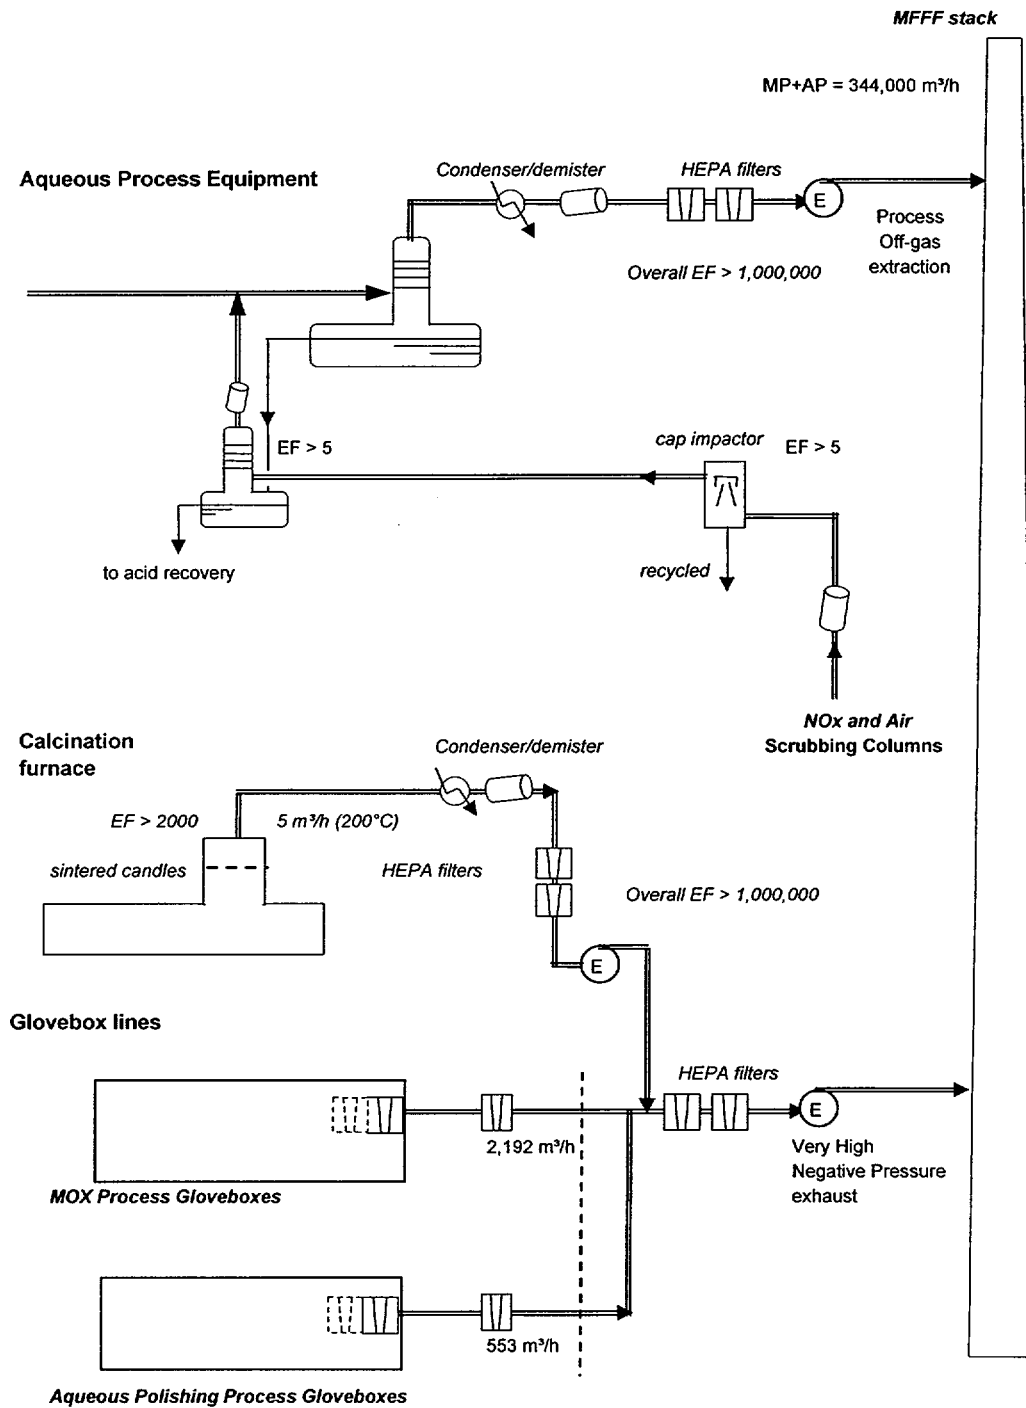 MFFF stack
MP+AP = 344,000 m³/h
Aqueous Process Equipment
Condenser/demister
HEPA filters
E
Process
Off-gas
extraction
Overall EF > 1,000,000
EF > 5
cap impactor
EF > 5
to acid recovery
recycled
NOx and Air
Scrubbing Columns
Calcination
furnace
Condenser/demister
EF > 2000
5 m³/h (200°C)
sintered candles
HEPA filters
Overall EF > 1,000,000
E
Glovebox lines
HEPA filters
E
2,192 m³/h
MOX Process Gloveboxes
Very High
Negative Pressure
exhaust
553 m³/h
Aqueous Polishing Process Gloveboxes